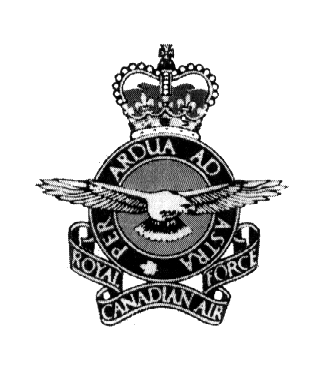 PER ARDUA AD ASTRA
ROYAL CANADIAN AIR FORCE